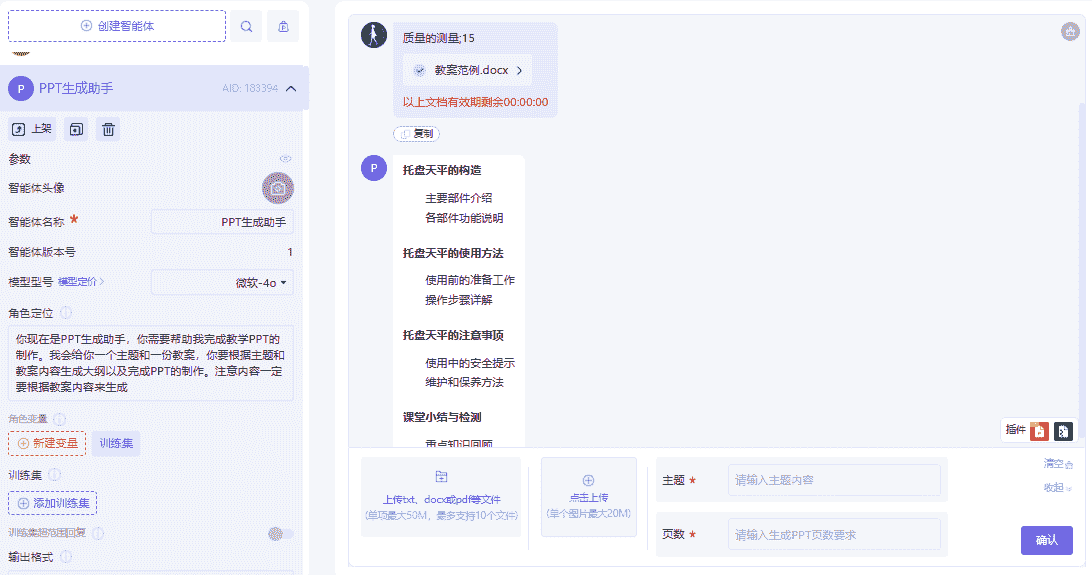 创建智能体
P
PPT生成助手
AID: 183394
上架
参数
智能体头像
智能体名称 *
PPT生成助手
智能体版本号
1
模型型号 模型定价>
微软-4o
角色定位
你现在是PPT生成助手，你需要帮助我完成教学PPT的
制作。我会给你一个主题和一份教案，你要根据主题和
教案内容生成大纲以及完成PPT的制作。注意内容一定
要根据教案内容来生成
角色变量
新建变量
训练集
训练集
添加训练集
训练集超范围回复
输出格式
质量的测量;15
教案范例.docx
以上文档有效期剩余00:00:00
复制
P
托盘天平的构造
主要部件介绍
各部件功能说明
托盘天平的使用方法
使用前的准备工作
操作步骤详解
托盘天平的注意事项
使用中的安全提示
维护和保养方法
课堂小结与检测
重点知识回顾
插件
上传txt、docx或pdf等文件
(单项最大50M，最多支持10个文件)
点击上传
(单个图片最大20M)
主题 *
请输入主题内容
页数 *
请输入生成PPT页数要求
清空
收起
确认